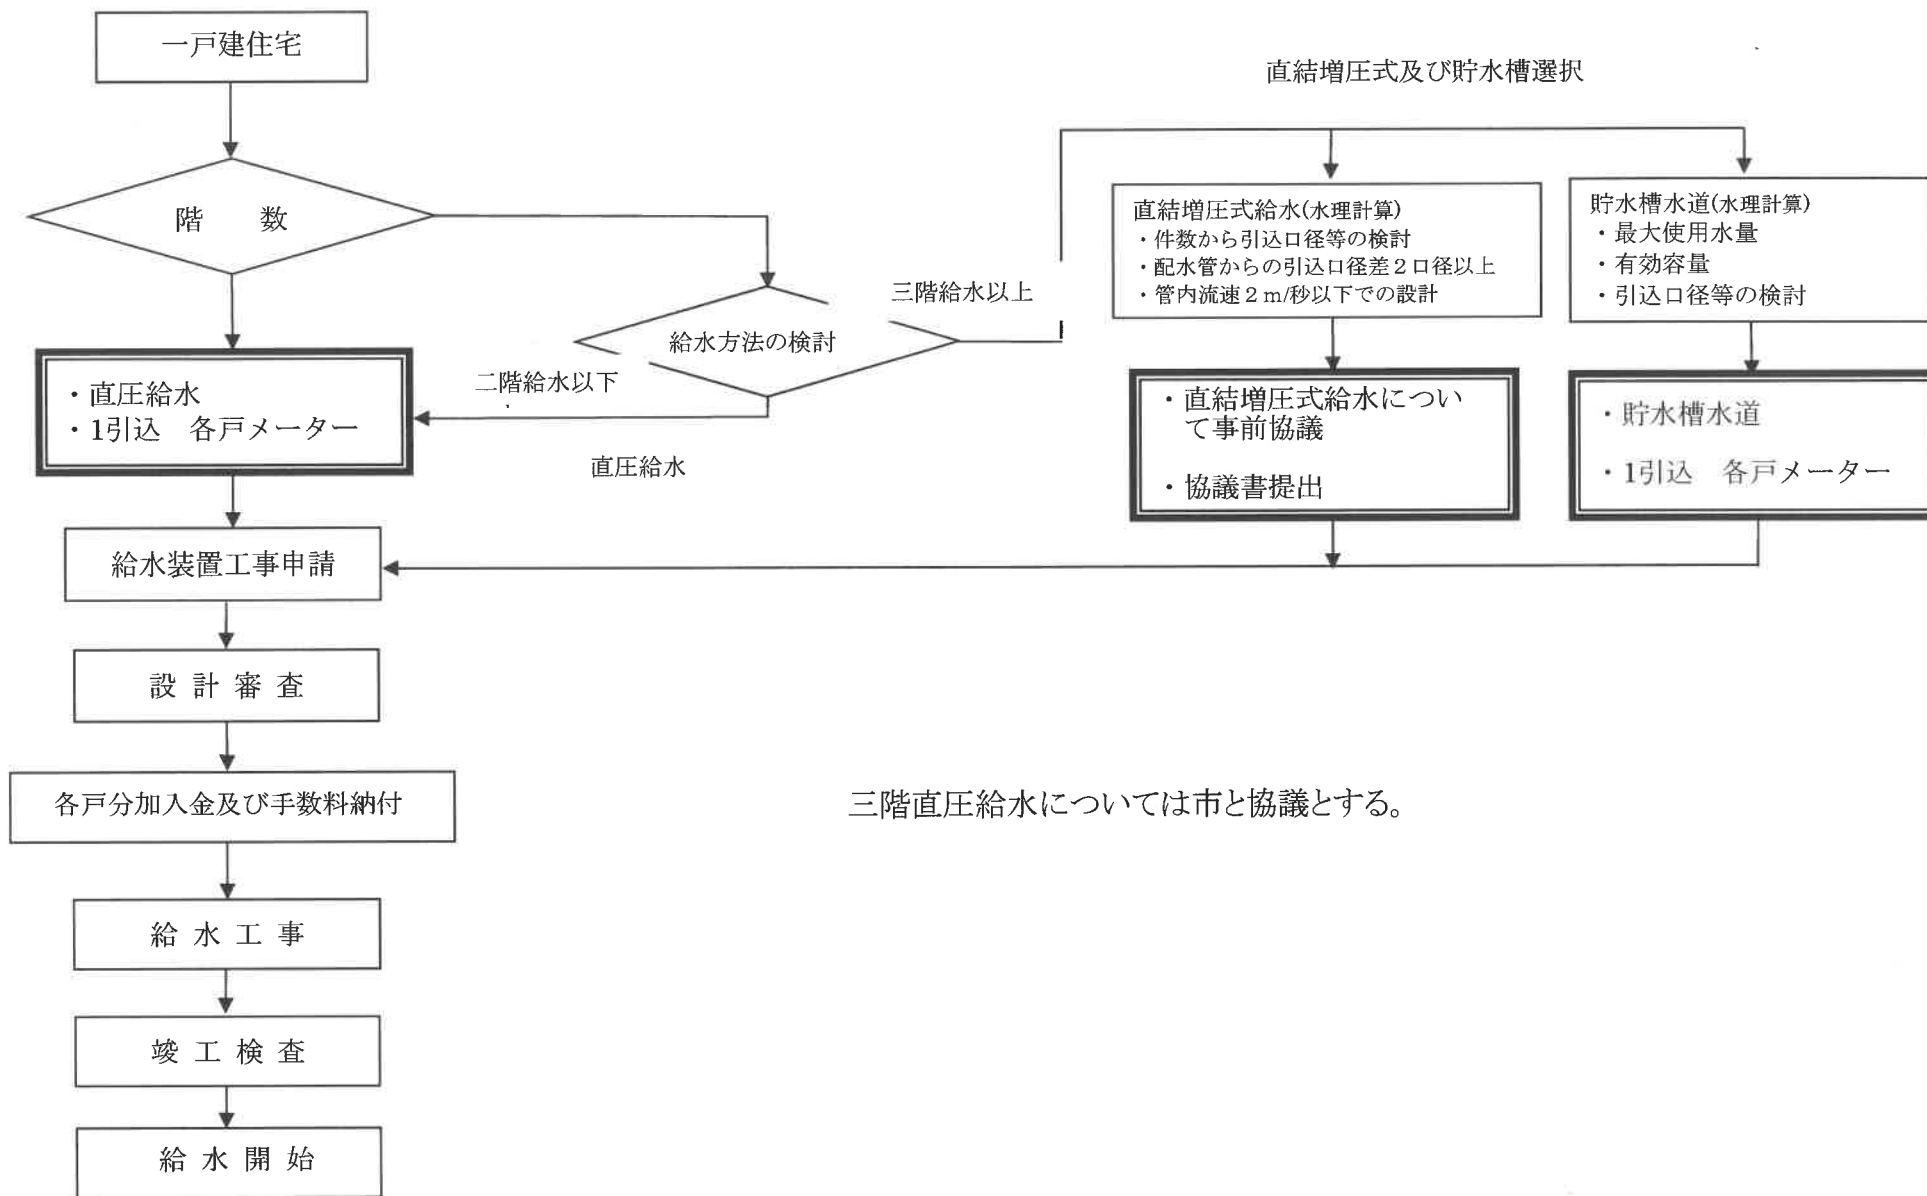 一戸建住宅
直結増圧式及び貯水槽選択
階　数
直結増圧式給水(水理計算)
・件数から引込口径等の検討
・配水管からの引込口径差２口径以上
・管内流速２ｍ/秒以下での設計
貯水槽水道(水理計算)
・最大使用水量
・有効容量
・引込口径等の検討
三階給水以上
給水方法の検討
二階給水以下
・直圧給水
・1引込　各戸メーター
直圧給水
・直結増圧式給水につい
て事前協議
・協議書提出
・貯水槽水道
・1引込　各戸メーター
給水装置工事申請
設 計 審 査
各戸分加入金及び手数料納付
三階直圧給水については市と協議とする。
給 水 工 事
竣 工 検 査
給 水 開 始